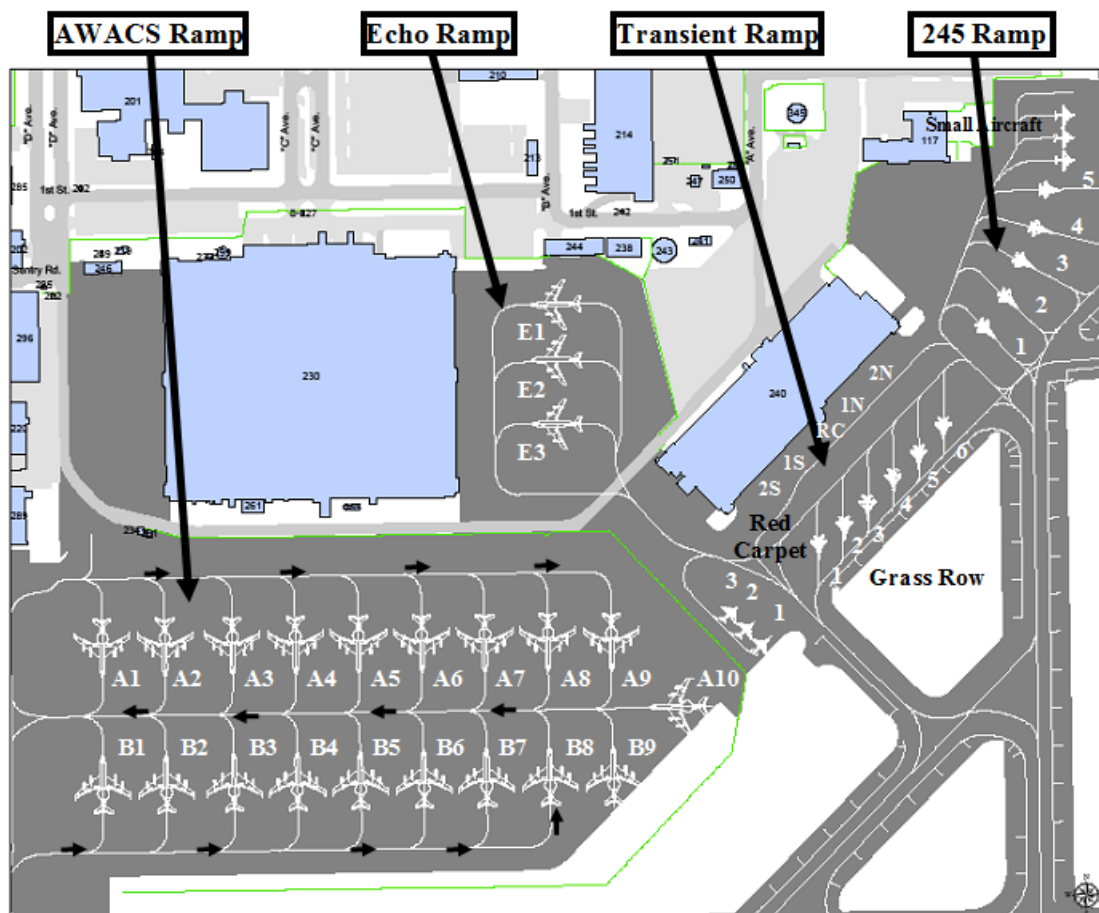 AWACS Ramp
Echo Ramp
Transient Ramp
245 Ramp
210
201
"D" Ave.
"D" Ave.
"C" Ave.
"C" Ave.
"B" Ave.
"A" Ave.
214
213
345
Small Aircraft
117
250
1st St.
1st St.
285
296
Sentry Rd.
246
244
238
243
230
240
261
E1
E2
E3
5
4
3
2
1
2N
1N
RC
1S
2S
6
5
4
3
2
1
Red
Carpet
Grass Row
3
2
1
A1
A2
A3
A4
A5
A6
A7
A8
A9
A10
B1
B2
B3
B4
B5
B6
B7
B8
B9